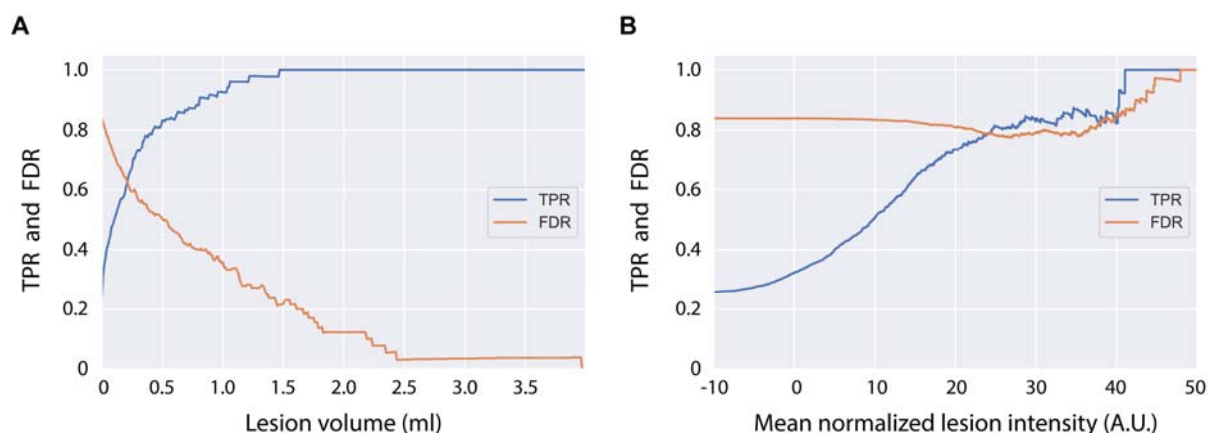 A
TPR and FDR
1.0
0.8
0.6
0.4
0.2
0
TPR
FDR
0 0.5 1.0 1.5 2.0 2.5 3.0 3.5
Lesion volume (ml)
B
TPR and FDR
1.0
0.8
0.6
0.4
0.2
0
TPR
FDR
-10 0 10 20 30 40 50
Mean normalized lesion intensity (A.U.)